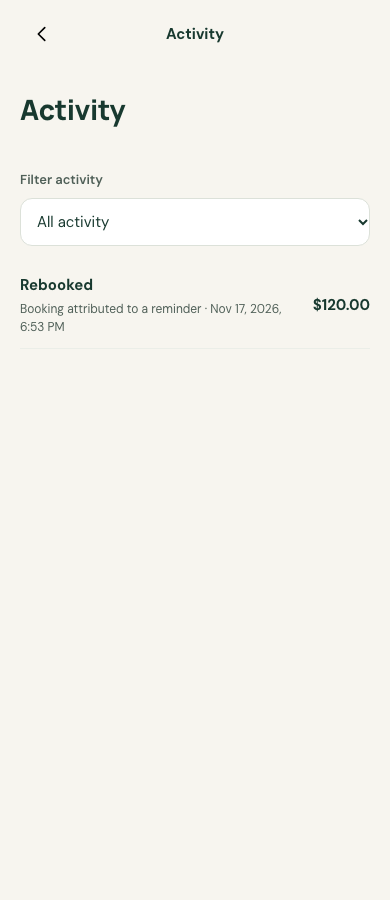 Activity
Activity
Filter activity
All activity
Rebooked
Booking attributed to a reminder · Nov 17, 2026,
6:53 PM
$120.00